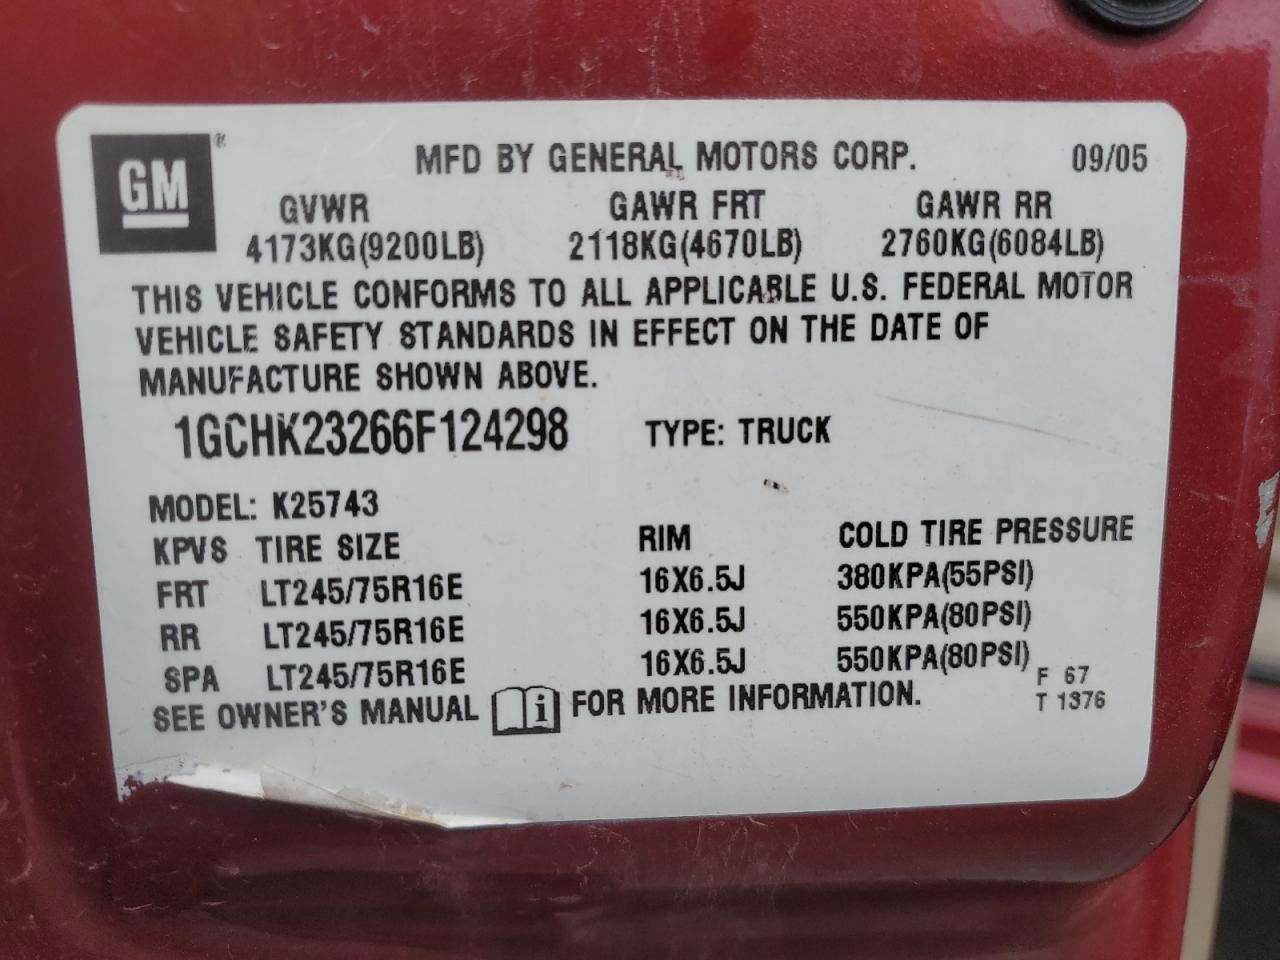 GM®
MFD BY GENERAL MOTORS CORP. 09/05
GVWR GAWR FRT GAWR RR
4173KG(9200LB) 2118KG(4670LB) 2760KG(6084LB)
THIS VEHICLE CONFORMS TO ALL APPLICABLE U.S. FEDERAL MOTOR
VEHICLE SAFETY STANDARDS IN EFFECT ON THE DATE OF
MANUFACTURE SHOWN ABOVE.
1GCHK23266F124298 TYPE: TRUCK
MODEL: K25743
KPVS TIRE SIZE RIM COLD TIRE PRESSURE
FRT LT245/75R16E 16X6.5J 380KPA(55PSI)
RR LT245/75R16E 16X6.5J 550KPA(80PSI)
SPA LT245/75R16E 16X6.5J 550KPA(80PSI)
SEE OWNER'S MANUAL i FOR MORE INFORMATION.
F 67
T 1376